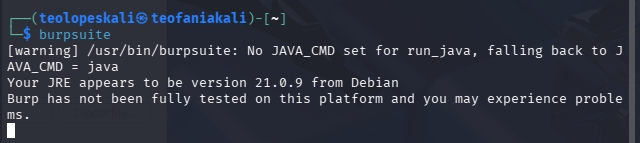 ┌──(teolopeskali㉿teofaniakali)-[~]
└─$ burpsuite
[warning] /usr/bin/burpsuite: No JAVA_CMD set for run_java, falling back to J
AVA_CMD = java
Your JRE appears to be version 21.0.9 from Debian
Burp has not been fully tested on this platform and you may experience proble
ms.